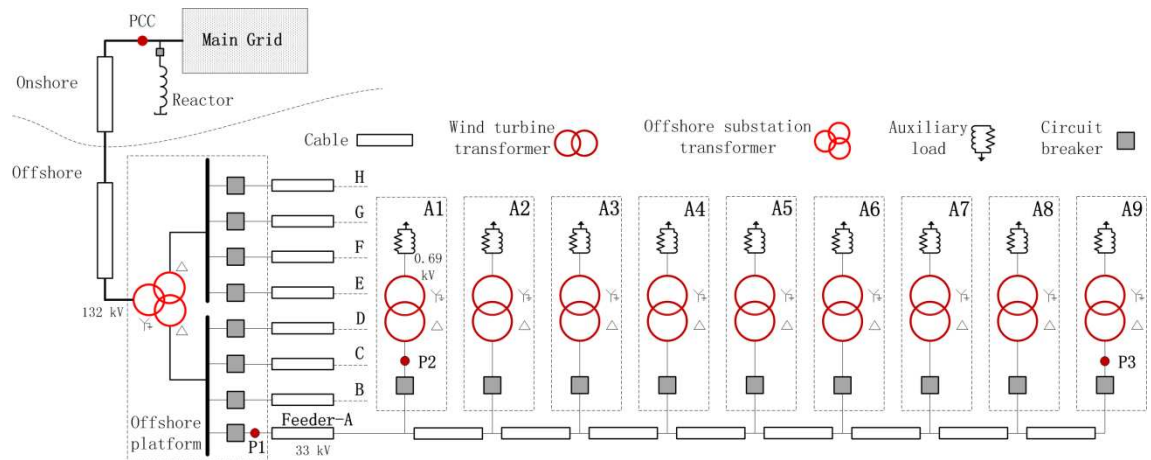 PCC
Main Grid
Onshore
Reactor
Offshore
Cable
Wind turbine
transformer
Offshore substation
transformer
Auxiliary
load
Circuit
breaker
H
G
F
E
D
C
B
132 kV
Offshore
platform
P1
Feeder-A
33 kV
A1
A2
A3
A4
A5
A6
A7
A8
A9
0.69
kV
P2
P3